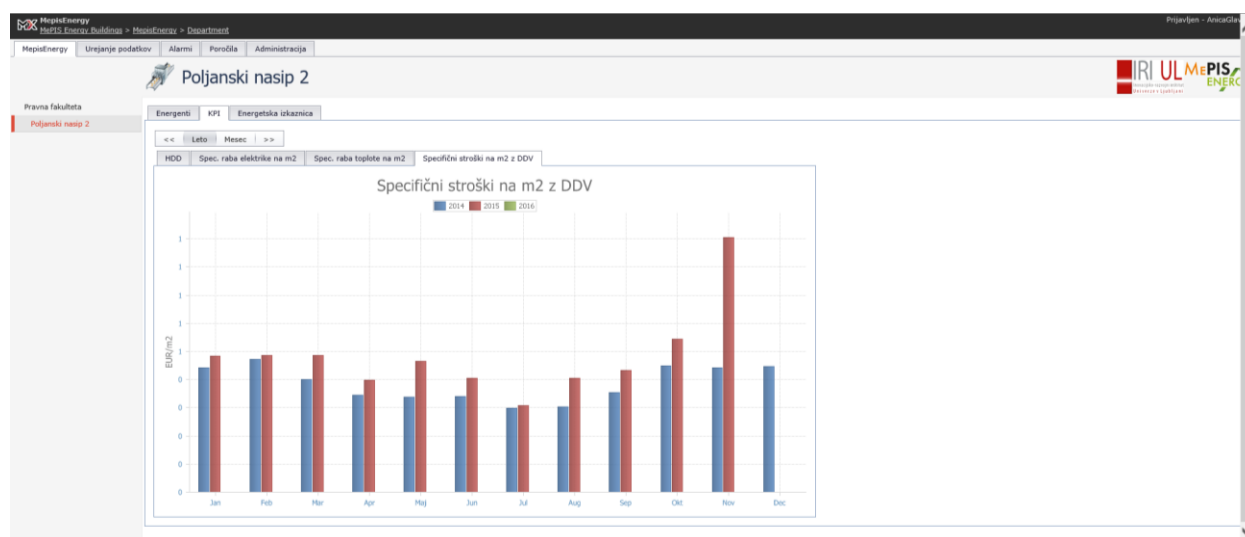 MepisEnergy
Prijavljen - AnicaGlav
MePIS Energy Buildings > MepisEnergy > Department
MepisEnergy Urejanje podatkov Alarmi Poročila Administracija
Poljanski nasip 2
IRI UL MEPIS
ENERG
Pravna fakulteta
Poljanski nasip 2
Energenti KPI Energetska izkaznica
<< Leto Mesec >>
HDD Spec. raba elektrike na m2 Spec. raba toplote na m2 Specifični stroški na m2 z DDV
Specifični stroški na m2 z DDV
2014 2015 2016
EUR/m2
1
1
1
1
1
0
0
0
0
0
Jan Feb Mar Apr Maj Jun Jul Aug Sep Okt Nov Dec